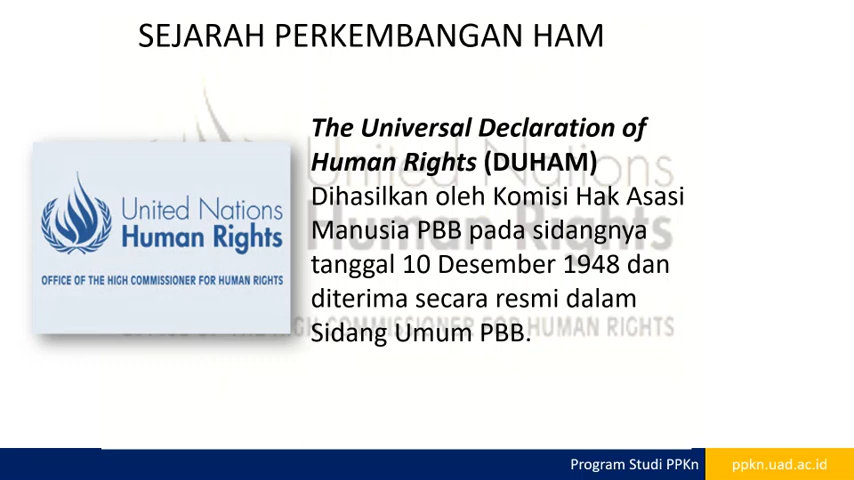 SEJARAH PERKEMBANGAN HAM
The Universal Declaration of
Human Rights (DUHAM)
Dihasilkan oleh Komisi Hak Asasi
Manusia PBB pada sidangnya
tanggal 10 Desember 1948 dan
diterima secara resmi dalam
Sidang Umum PBB.
United Nations
Human Rights
OFFICE OF THE HIGH COMMISSIONER FOR HUMAN RIGHTS
Program Studi PPKn
ppkn.uad.ac.id